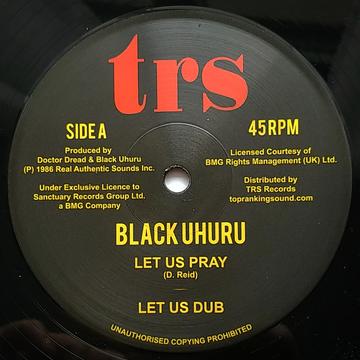 trs
SIDE A
45RPM
Produced by
Doctor Dread & Black Uhuru
(P) 1986 Real Authentic Sounds Inc.
Under Exclusive Licence to
Sanctuary Records Group Ltd.
a BMG Company
Licensed Courtesy of
BMG Rights Management (UK) Ltd.
Distributed by
TRS Records
toprankingsound.com
BLACK UHURU
LET US PRAY
(D. Reid)
LET US DUB
UNAUTHORISED COPYING PROHIBITED